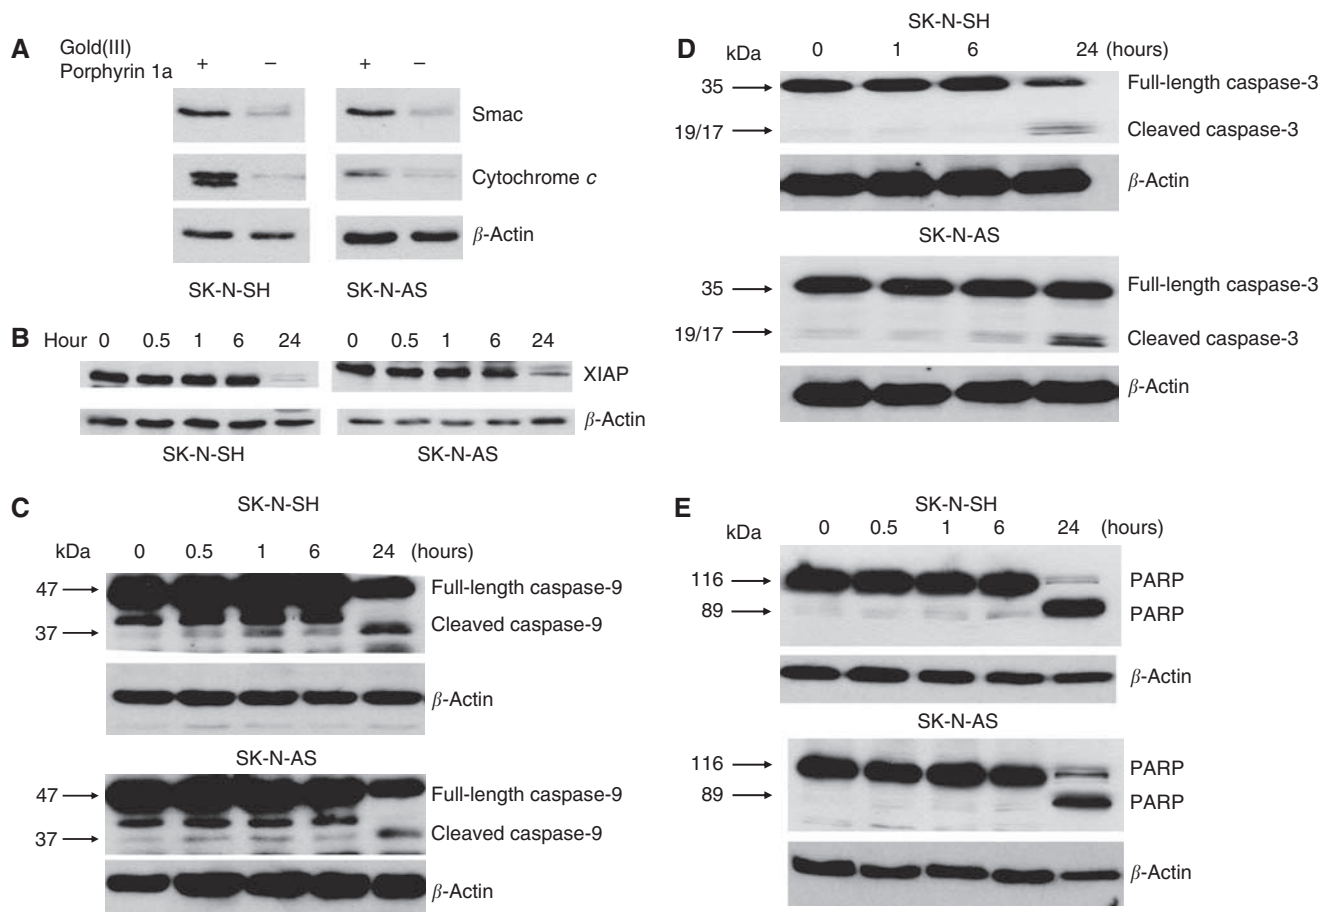 A
Gold(III)
Porphyrin 1a + – + –
Smac
Cytochrome c
β-Actin
SK-N-SH SK-N-AS
B Hour 0 0.5 1 6 24 0 0.5 1 6 24
XIAP
β-Actin
SK-N-SH SK-N-AS
C
SK-N-SH
kDa 0 0.5 1 6 24 (hours)
47 Full-length caspase-9
37 Cleaved caspase-9
β-Actin
SK-N-AS
47 Full-length caspase-9
37 Cleaved caspase-9
β-Actin
D
SK-N-SH
kDa 0 1 6 24 (hours)
35 Full-length caspase-3
19/17 Cleaved caspase-3
β-Actin
SK-N-AS
35 Full-length caspase-3
19/17 Cleaved caspase-3
β-Actin
E
SK-N-SH
kDa 0 0.5 1 6 24 (hours)
116 PARP
89 PARP
β-Actin
SK-N-AS
116 PARP
89 PARP
β-Actin